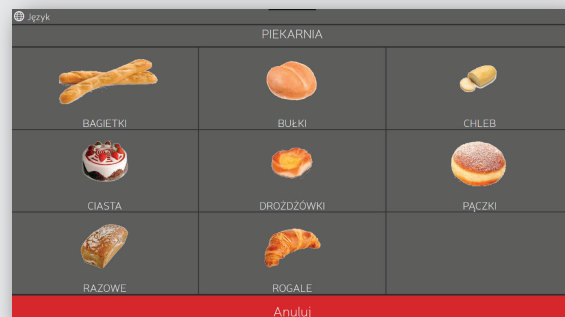 Język
PIEKARNIA
BAGIETKI
BUŁKI
CHLEB
CIASTA
DROŻDŻÓWKI
PĄCZKI
RAZOWE
ROGALE
Anuluj